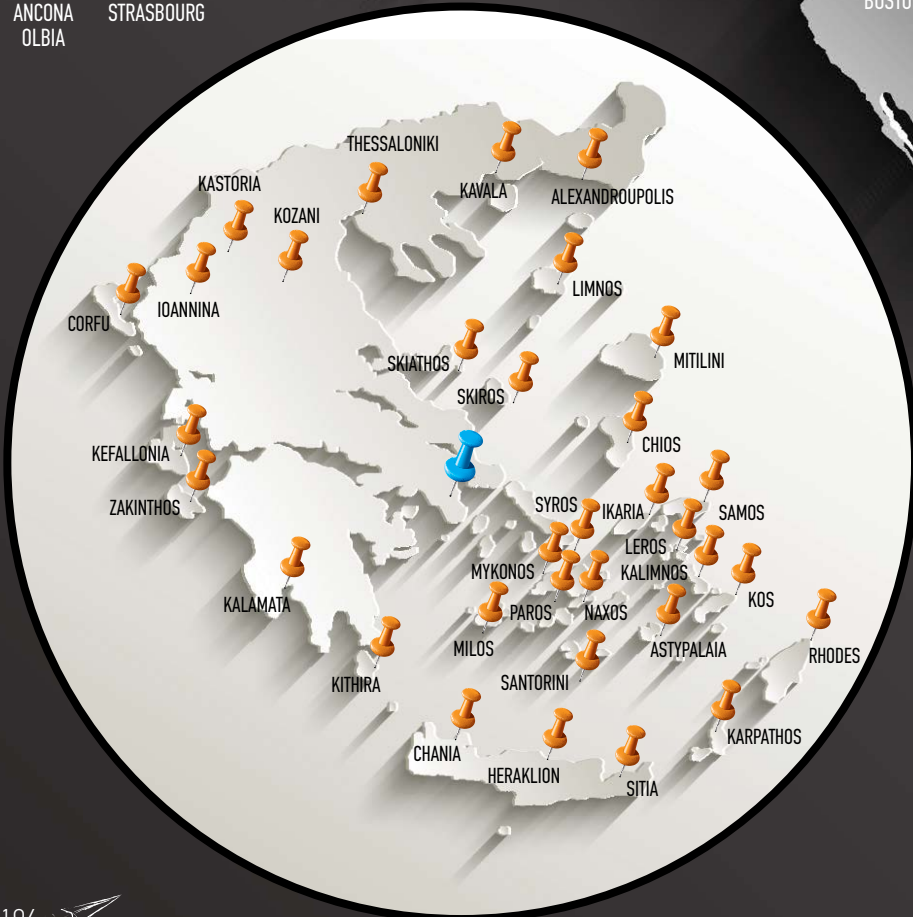 ANCONA
OLBIA
STRASBOURG
THESSALONIKI
KASTORIA
KAVALA
ALEXANDROUPOLIS
KOZANI
LIMNOS
IOANNINA
CORFU
SKIATHOS
MITILINI
SKIROS
CHIOS
KEFALLONIA
ZAKINTHOS
SYROS
IKARIA
SAMOS
LEROS
MYKONOS
KALIMNOS
KOS
KALAMATA
PAROS
NAXOS
MILOS
ASTYPALAIA
RHODES
KITHIRA
SANTORINI
KARPATHOS
CHANIA
HERAKLION
SITIA